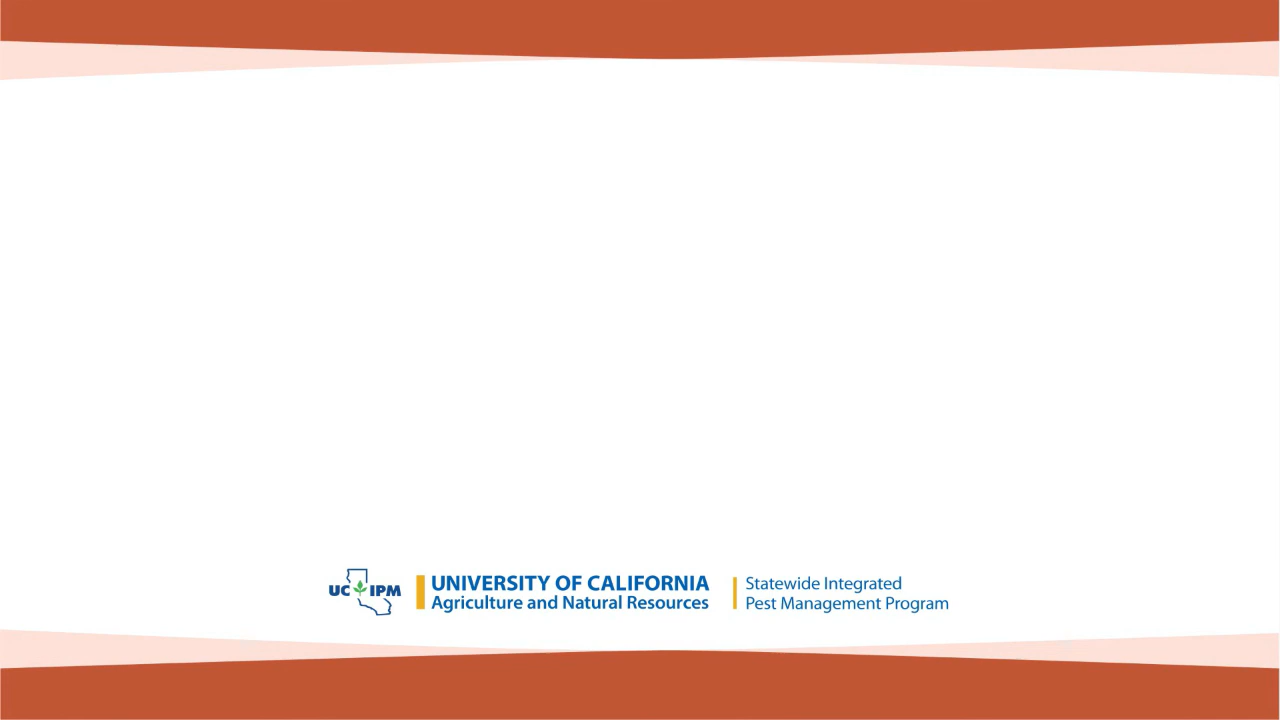 UC IPM
UNIVERSITY OF CALIFORNIA
Agriculture and Natural Resources
Statewide Integrated
Pest Management Program